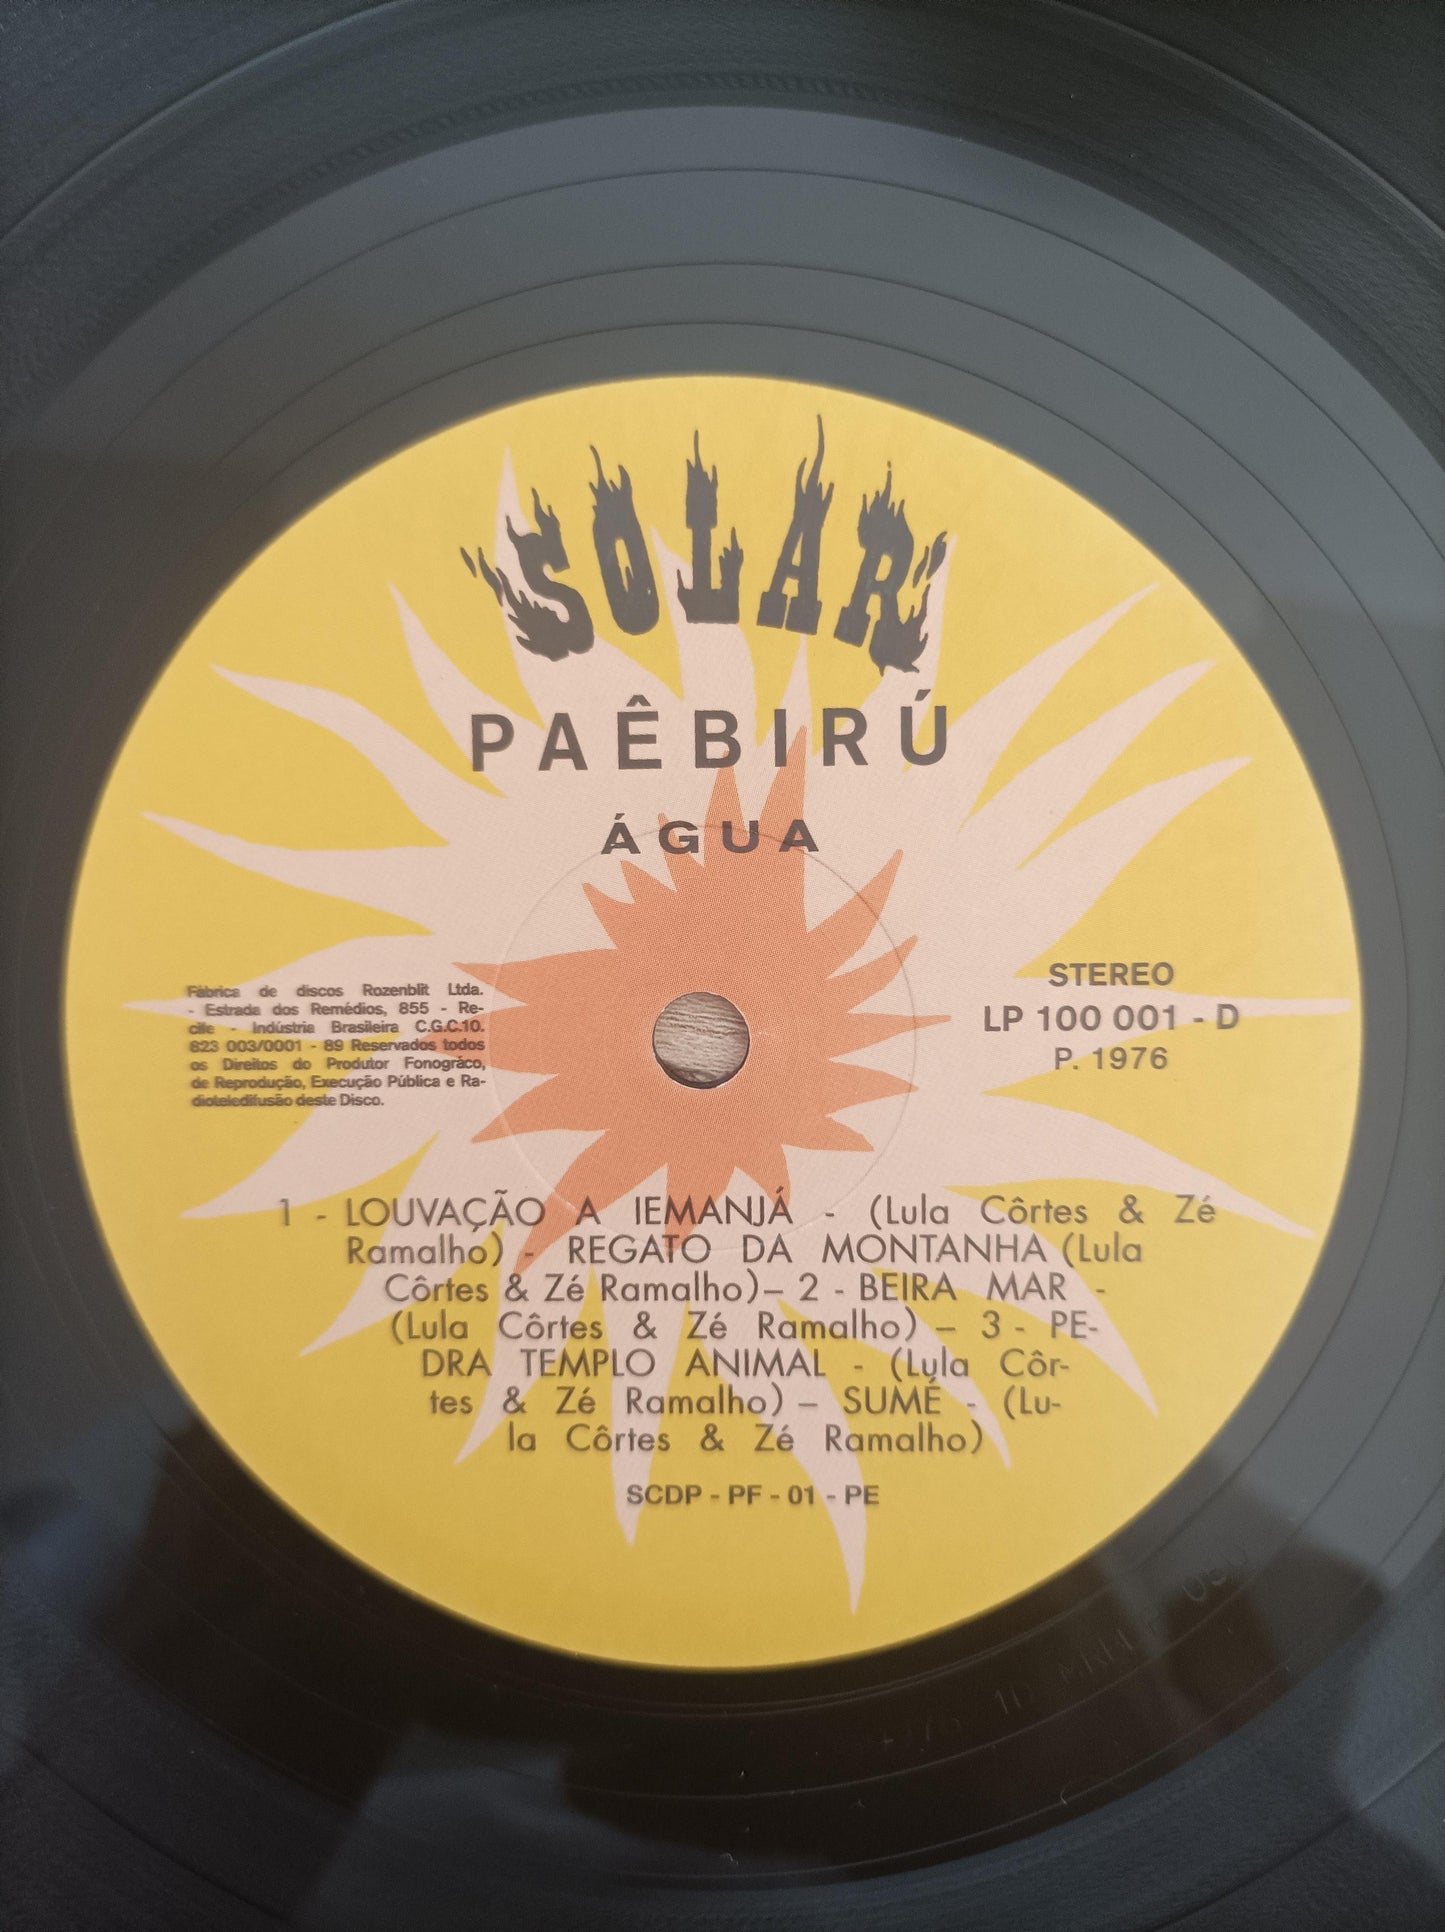 SOLAR
PAÊBIRÚ
ÁGUA
Fábrica de discos Rozenblit Ltda.
- Estrada dos Remédios, 855 - Re-
cife - Indústria Brasileira C.G.C.10.
823 003/0001 - 89 Reservados todos
os Direitos do Produtor Fonográco,
de Reprodução, Execução Pública e Ra-
dioteledifusão deste Disco.
STEREO
LP 100 001 - D
P. 1976
1 - LOUVAÇÃO A IEMANJÁ - (Lula Côrtes & Zé
Ramalho) - REGATO DA MONTANHA (Lula
Côrtes & Zé Ramalho)– 2 - BEIRA MAR -
(Lula Côrtes & Zé Ramalho) – 3 - PE-
DRA TEMPLO ANIMAL - (Lula Côr-
tes & Zé Ramalho) – SUMÉ - (Lu-
la Côrtes & Zé Ramalho)
SCDP - PF - 01 - PE